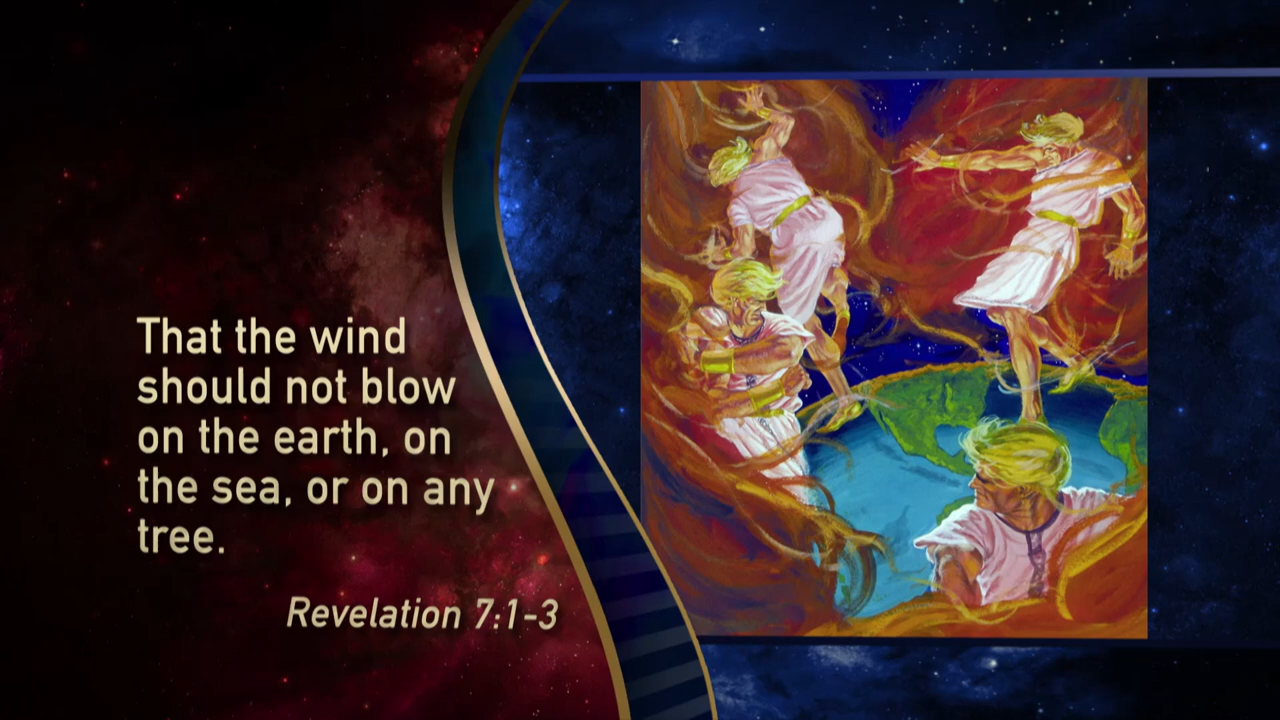 That the wind
should not blow
on the earth, on
the sea, or on any
tree.
Revelation 7:1-3